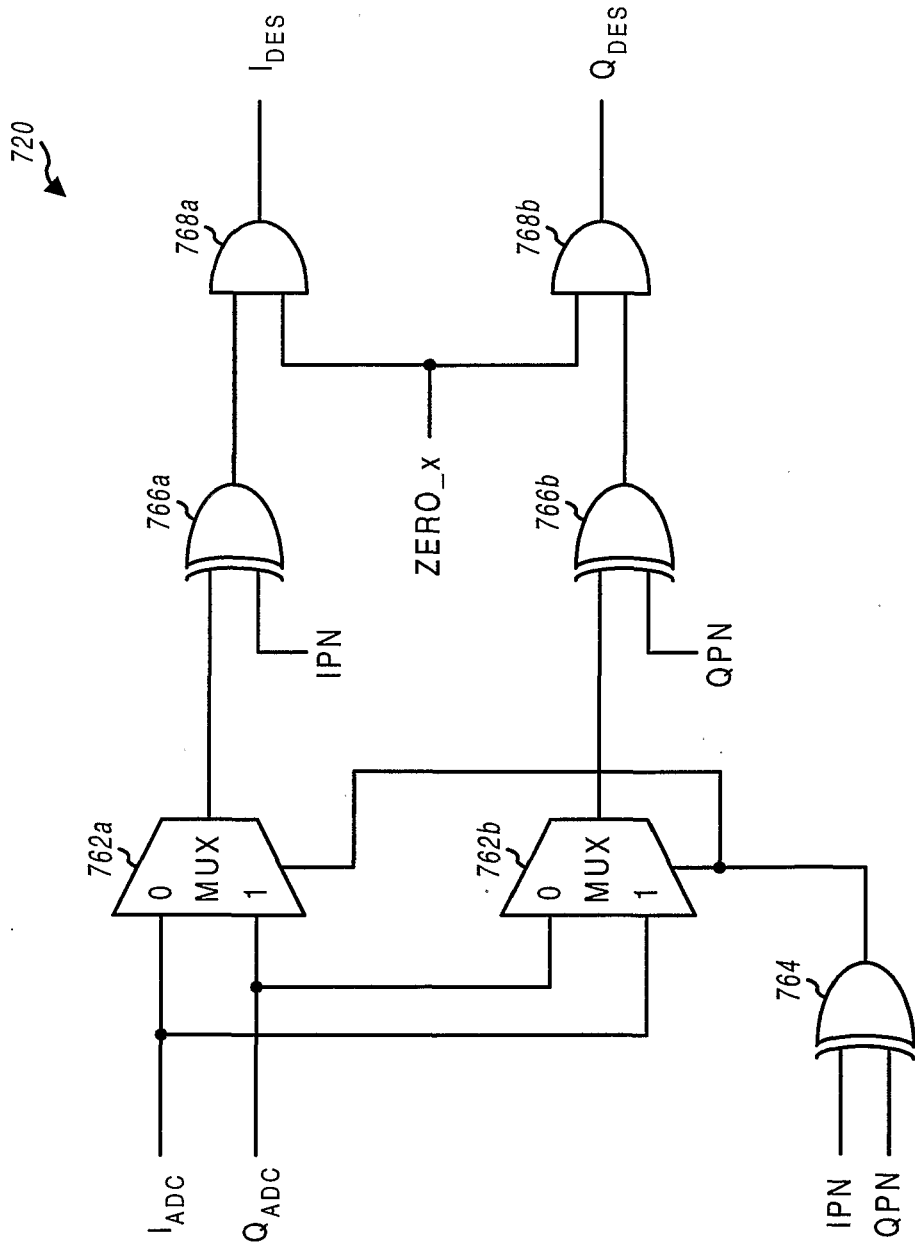 720
I_DES
Q_DES
768a
768b
766a
ZERO_x
766b
IPN
QPN
762a
0
MUX
1
762b
0
MUX
1
764
I_ADC
Q_ADC
IPN
QPN